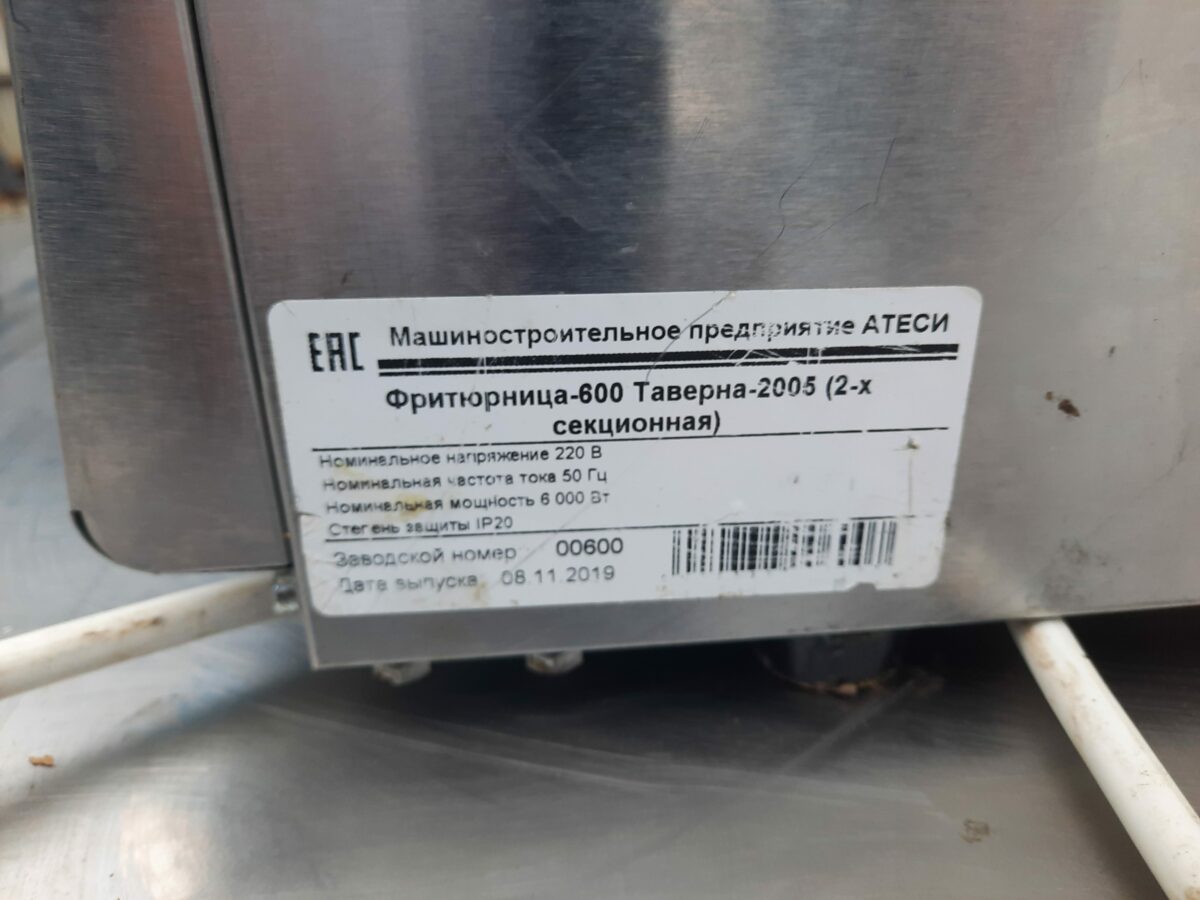 EAC Машиностроительное предприятие АТЕСИ
Фритюрница-600 Таверна-2005 (2-х
секционная)
Номинальное напряжение 220 В
Номинальная частота тока 50 Гц
Номинальная мощность 6 000 Вт
Степень защиты IP20
Заводской номер 00600
Дата выпуска 08.11.2019